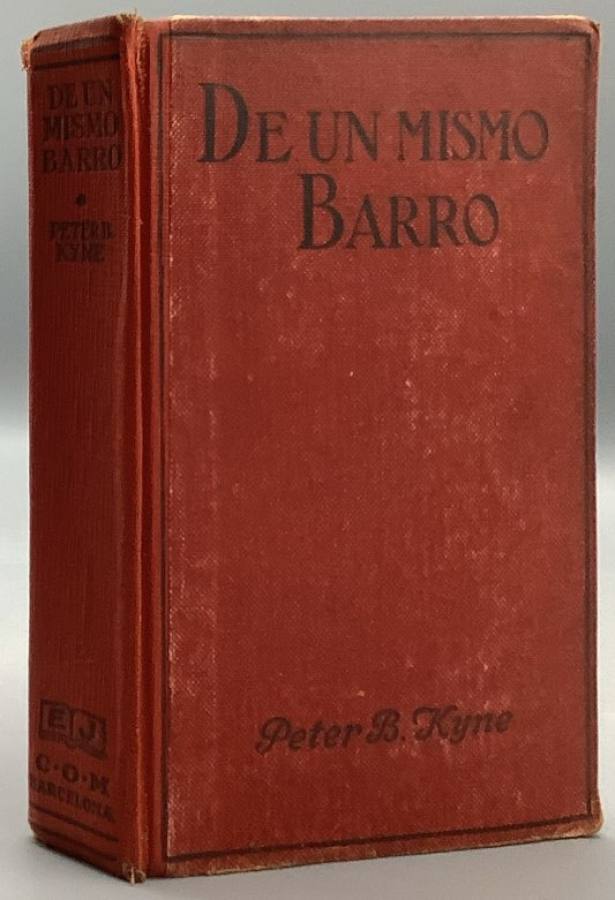 DE UN
MISMO
BARRO
PETER B.
KYNE
E J
C·O·M
BARCELONA
DE UN MISMO
BARRO
Peter B. Kyne